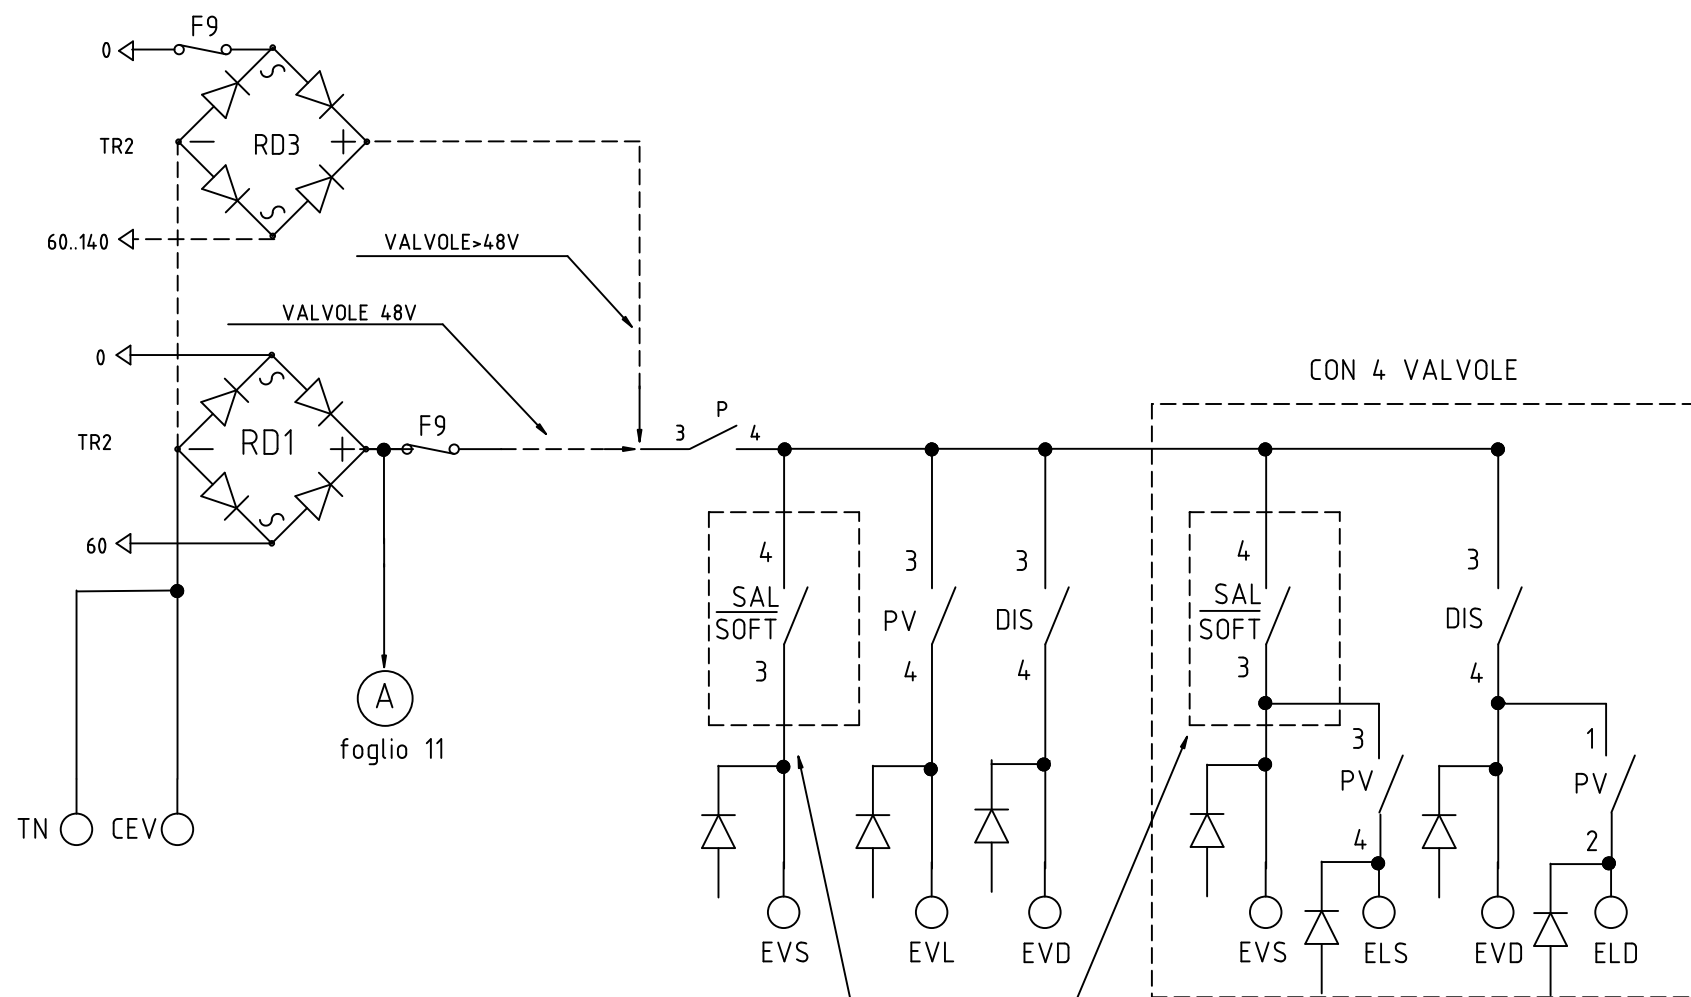 F9
0
S
TR2
−
RD3
+
S
60..140
VALVOLE>48V
VALVOLE 48V
0
S
CON 4 VALVOLE
TR2
−
RD1
+
F9
3
P
4
S
60
4
3
3
4
3
SAL
SOFT
PV
DIS
SAL
SOFT
DIS
3
4
4
3
4
A
foglio 11
3
PV
1
PV
TN
CEV
4
2
EVS
EVL
EVD
EVS
ELS
EVD
ELD